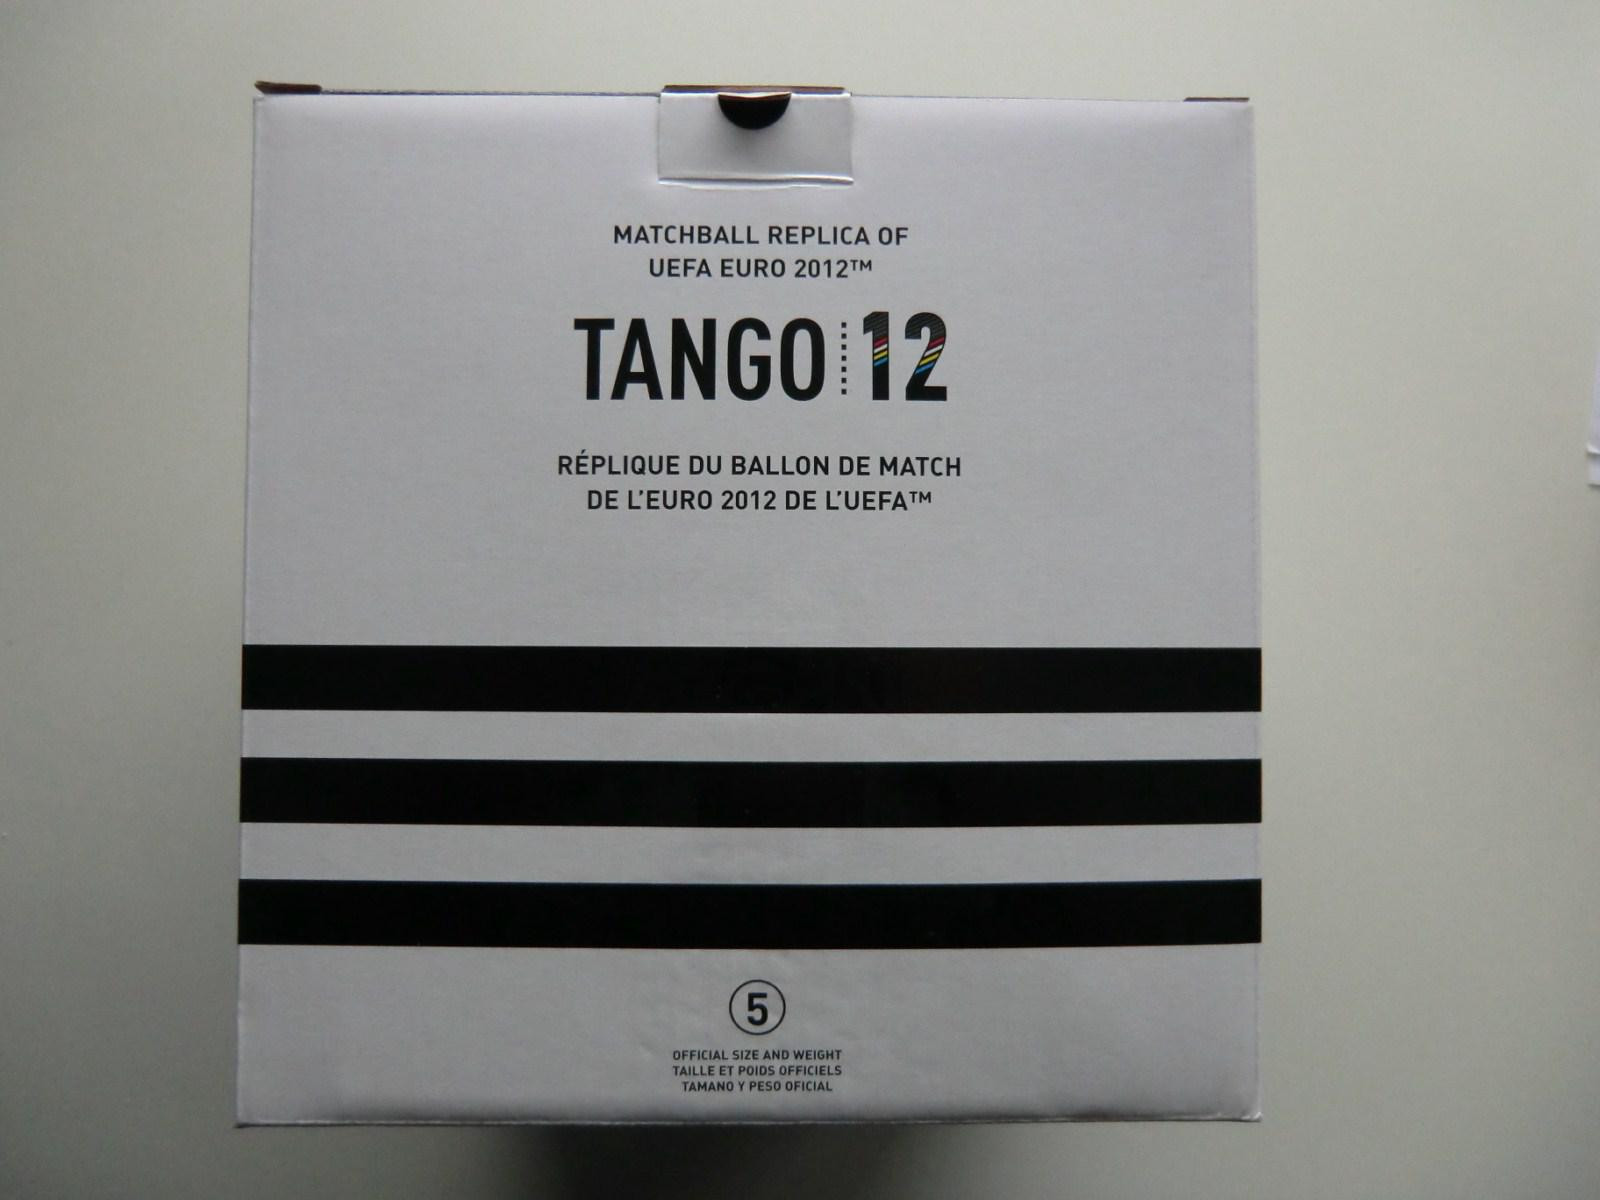 MATCHBALL REPLICA OF
UEFA EURO 2012™
TANGO 12
RÉPLIQUE DU BALLON DE MATCH
DE L'EURO 2012 DE L'UEFA™
5
OFFICIAL SIZE AND WEIGHT
TAILLE ET POIDS OFFICIELS
TAMANO Y PESO OFICIAL